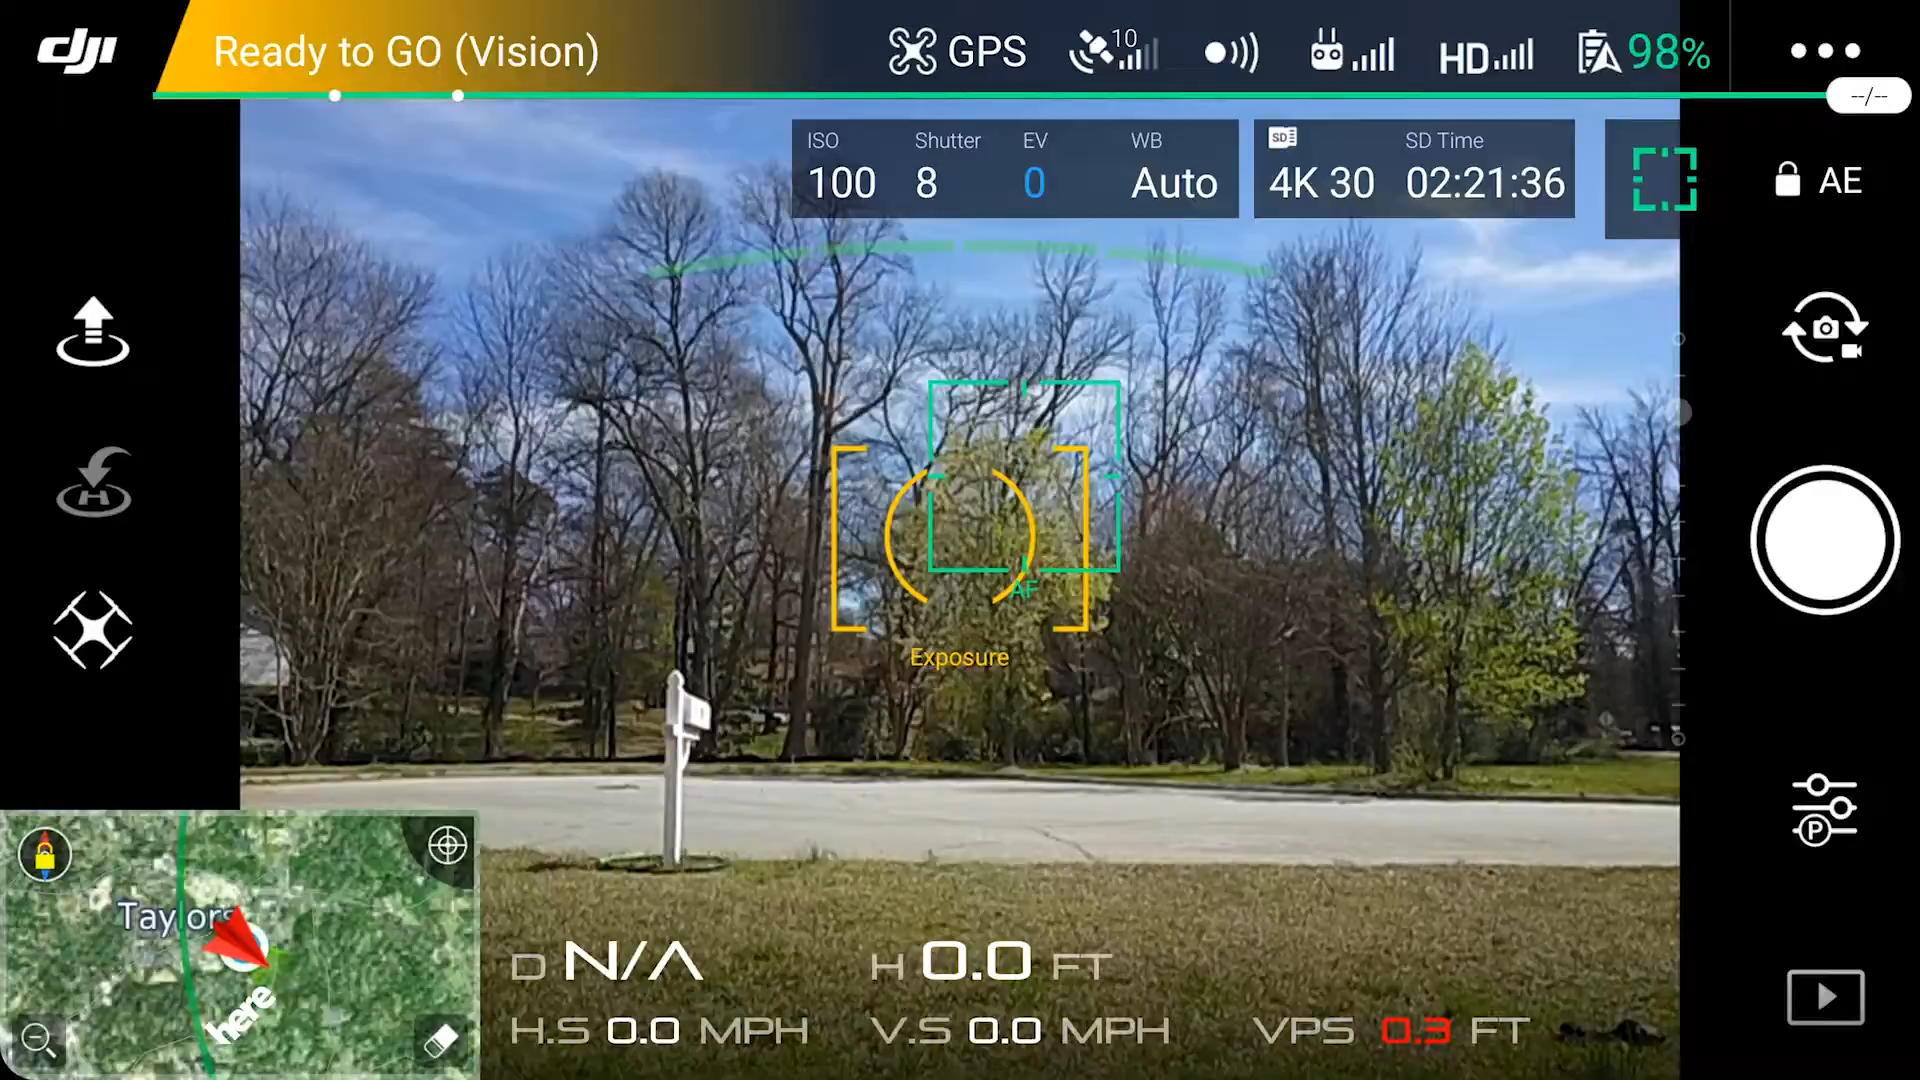 dji
Ready to GO (Vision)
GPS
10
HD
98%
--/--
ISO
100
Shutter
8
EV
0
WB
Auto
SD
4K 30
SD Time
02:21:36
AE
AF
Exposure
H
P
Taylors
here
D N/A
H 0.0 FT
H.S 0.0 MPH
V.S 0.0 MPH
VPS 0.3 FT